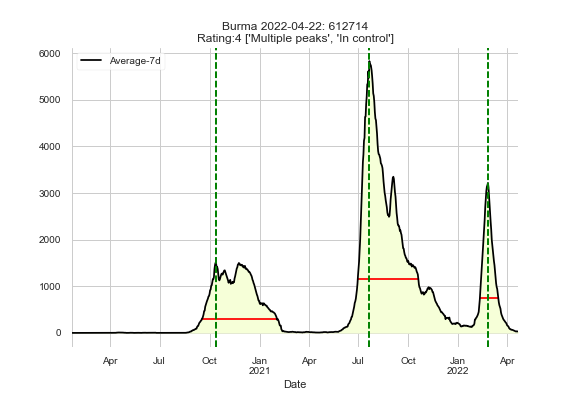 Burma 2022-04-22: 612714
Rating:4 ['Multiple peaks', 'In control']
Average-7d
6000
5000
4000
3000
2000
1000
0
Apr Jul Oct Jan Apr Jul Oct Jan Apr
2021 2022
Date